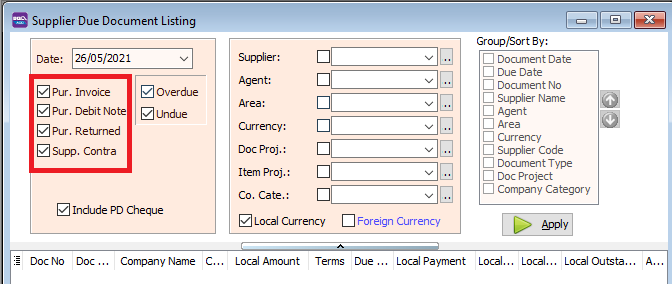 Supplier Due Document Listing
Date: 26/05/2021
Pur. Invoice
Pur. Debit Note
Pur. Returned
Supp. Contra
Overdue
Undue
Include PD Cheque
Supplier: ..
Agent: ..
Area: ..
Currency: ..
Doc Proj.: ..
Item Proj.: ..
Co. Cate.: ..
Local Currency Foreign Currency
Group/Sort By:
Document Date
Due Date
Document No
Supplier Name
Agent
Area
Currency
Supplier Code
Document Type
Doc Project
Company Category
Apply
Doc No Doc ... Company Name C... Local Amount Terms Due ... Local Payment Local... Local... Local Outsta... A...